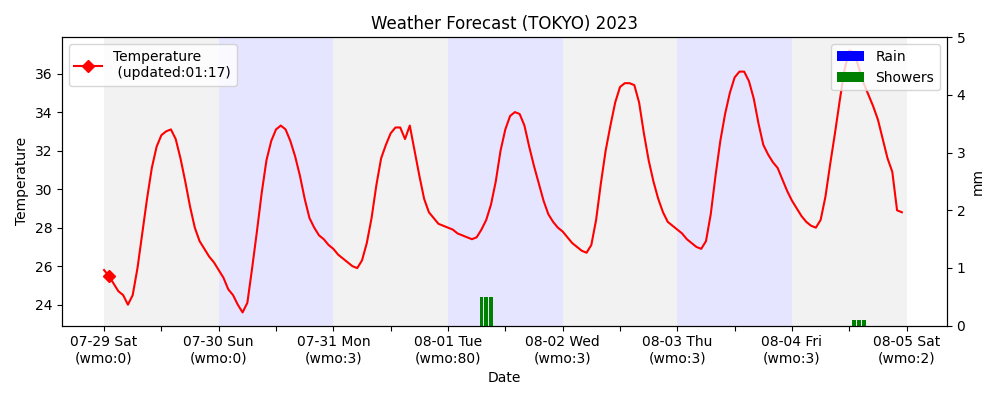 Weather Forecast (TOKYO) 2023
Temperature
(updated:01:17)
Rain
Showers
Temperature
36
34
32
30
28
26
24
5
4
3
2
1
0
mm
07-29 Sat
(wmo:0)
07-30 Sun
(wmo:0)
07-31 Mon
(wmo:3)
08-01 Tue
(wmo:80)
08-02 Wed
(wmo:3)
08-03 Thu
(wmo:3)
08-04 Fri
(wmo:3)
08-05 Sat
(wmo:2)
Date